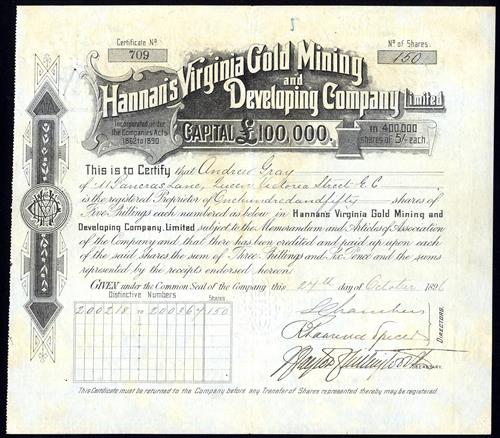 Certificate No
709
No of Shares.
150
Hannan's Virginia Gold Mining
and
Developing Company Limited
Incorporated under
the Companies Acts
1862 to 1890
CAPITAL £100,000.
in 400,000
shares of 5/- each.
This is to Certify that Andrew Gray
of 11 Pancras Lane, Queen Victoria Street E.C
is the registered Proprietor of One hundred and fifty shares of
Five Shillings each numbered as below in Hannan's Virginia Gold Mining and
Developing Company, Limited subject to the Memorandum and Articles of Association
of the Company and that there has been credited and paid up upon each
of the said Shares the sum of Three Shillings and Six Pence and the sums
represented by the receipts endorsed hereon.
GIVEN under the Common Seal of the Company this 24th day of October 1896
Distinctive Numbers Shares
200218 to 200367 150
DIRECTORS.
SECRETARY.
This Certificate must be returned to the Company before any Transfer of Shares represented thereby may be registered.